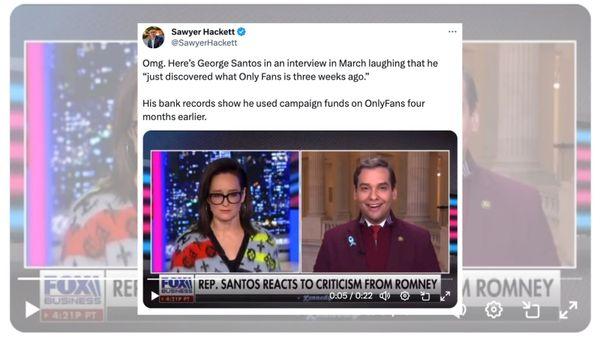 Sawyer Hackett
@SawyerHackett
Omg. Here's George Santos in an interview in March laughing that he
"just discovered what Only Fans is three weeks ago."
His bank records show he used campaign funds on OnlyFans four
months earlier.
FOX
BUSINESS
REP. SANTOS REACTS TO CRITICISM FROM ROMNEY
4:21P PT
Kennedy
0:05 / 0:22
FOX
BUSINESS
REP
M ROMNEY
4:21P PT